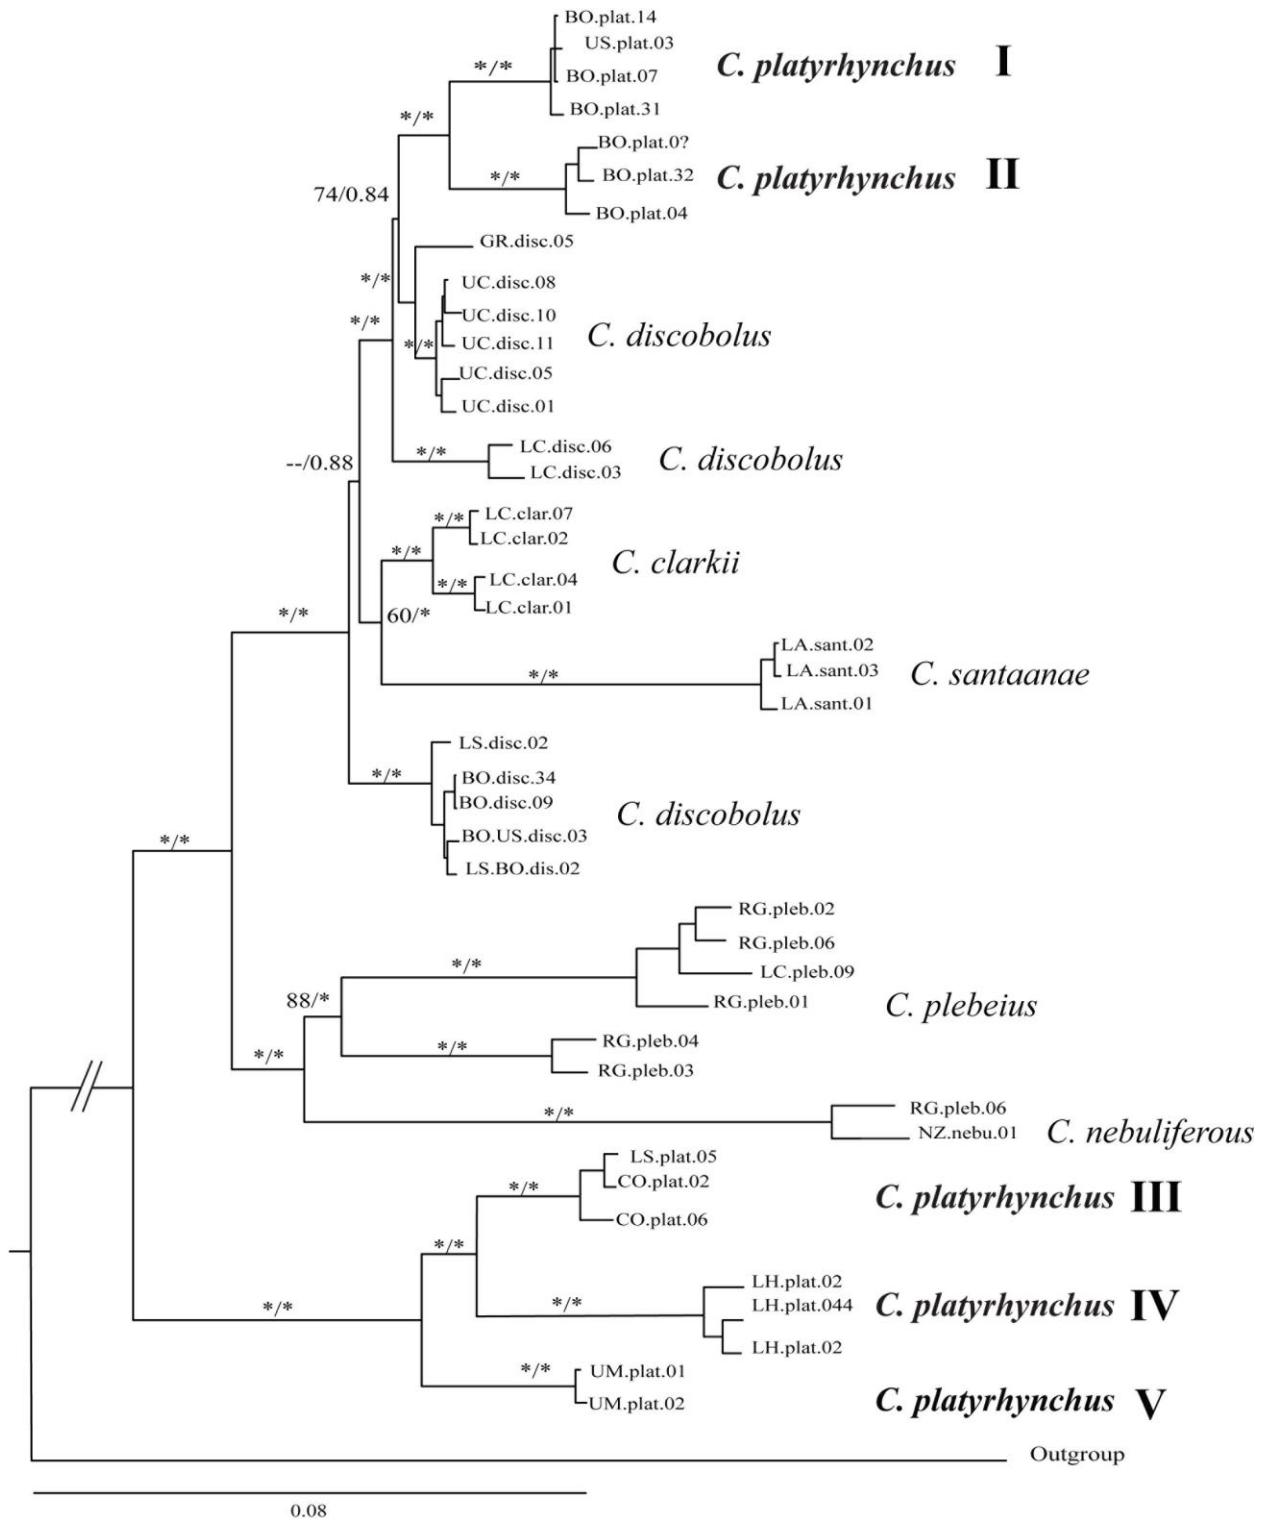 BO.plat.14
US.plat.03
*/*
C. platyrhynchus I
BO.plat.07
BO.plat.31
*/*
BO.plat.0?
BO.plat.32
*/*
C. platyrhynchus II
74/0.84
BO.plat.04
GR.disc.05
*/*
UC.disc.08
UC.disc.10
*/*
C. discobolus
*/*
UC.disc.11
UC.disc.05
UC.disc.01
LC.disc.06
*/*
C. discobolus
--/0.88
LC.disc.03
LC.clar.07
*/*
LC.clar.02
*/*
C. clarkii
LC.clar.04
*/*
LC.clar.01
*/*
60/*
LA.sant.02
LA.sant.03
*/*
C. santaanae
LA.sant.01
LS.disc.02
*/*
BO.disc.34
BO.disc.09
C. discobolus
BO.US.disc.03
*/*
LS.BO.dis.02
RG.pleb.02
RG.pleb.06
*/*
LC.pleb.09
88/*
RG.pleb.01
C. plebeius
RG.pleb.04
*/*
*/*
RG.pleb.03
RG.pleb.06
*/*
NZ.nebu.01
C. nebuliferous
LS.plat.05
CO.plat.02
*/*
C. platyrhynchus III
CO.plat.06
*/*
LH.plat.02
*/*
*/*
LH.plat.044
C. platyrhynchus IV
LH.plat.02
*/*
UM.plat.01
UM.plat.02
C. platyrhynchus V
Outgroup
0.08